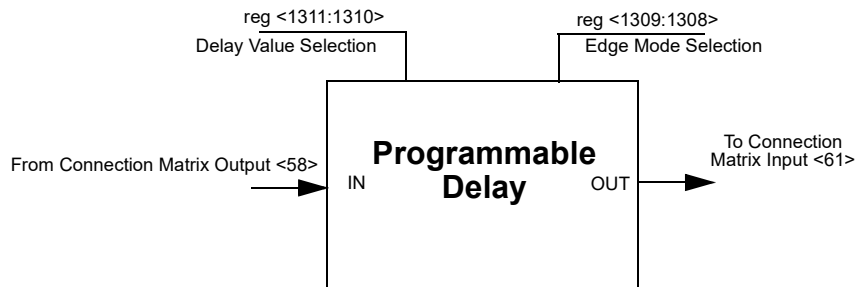 reg <1311:1310>
Delay Value Selection
reg <1309:1308>
Edge Mode Selection
From Connection Matrix Output <58>
IN
Programmable
Delay
OUT
To Connection
Matrix Input <61>